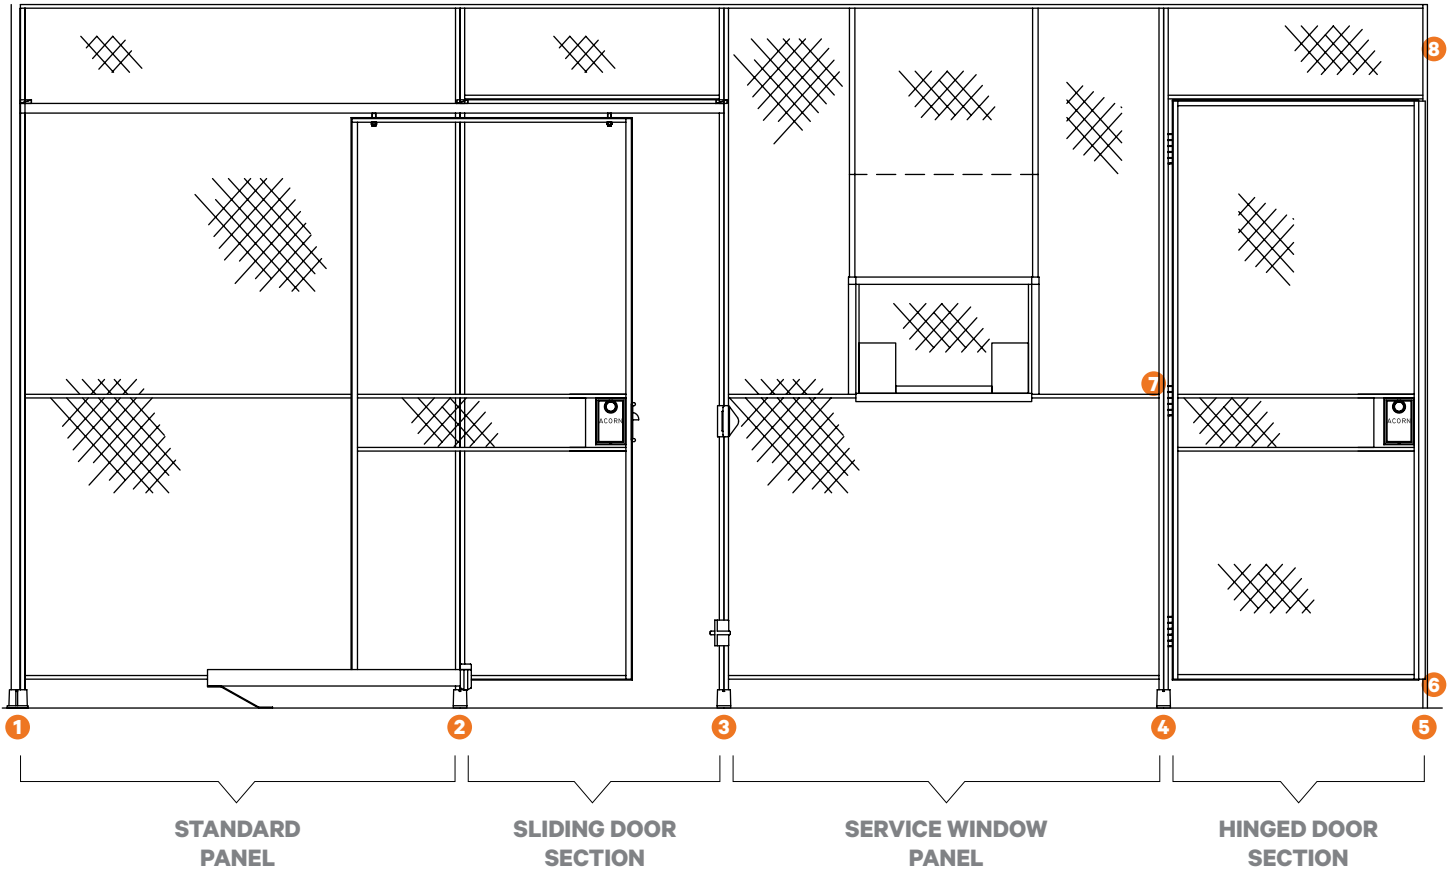 8
7
ACORN
ACORN
6
1
2
3
4
5
STANDARD
PANEL
SLIDING DOOR
SECTION
SERVICE WINDOW
PANEL
HINGED DOOR
SECTION